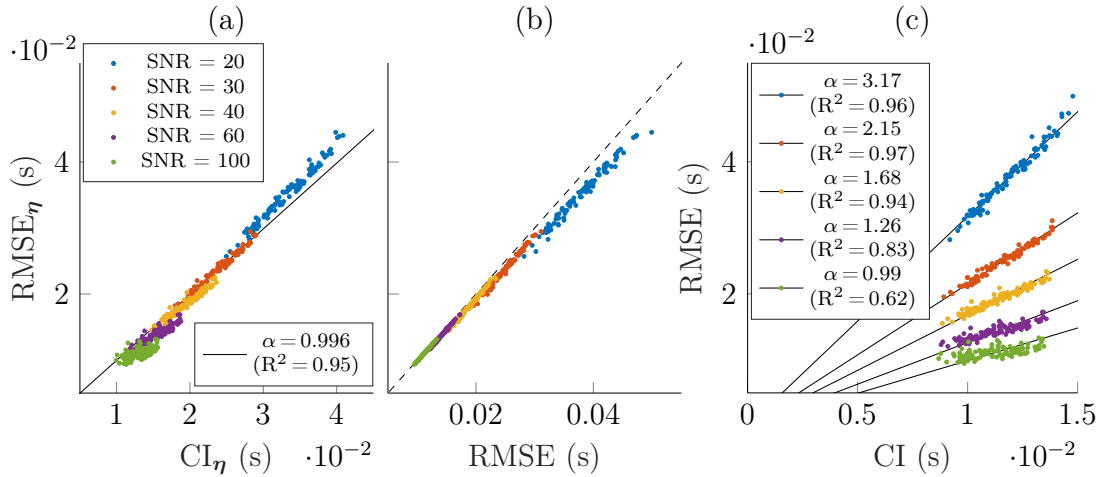 (a)
(b)
(c)
·10⁻²
·10⁻²
SNR = 20
SNR = 30
SNR = 40
SNR = 60
SNR = 100
α = 3.17
(R² = 0.96)
α = 2.15
(R² = 0.97)
α = 1.68
(R² = 0.94)
α = 1.26
(R² = 0.83)
α = 0.99
(R² = 0.62)
α = 0.996
(R² = 0.95)
RMSE_η (s)
4
2
RMSE (s)
4
2
1 2 3 4
0.02 0.04
0 0.5 1 1.5
CI_η (s)
·10⁻²
RMSE (s)
CI (s)
·10⁻²